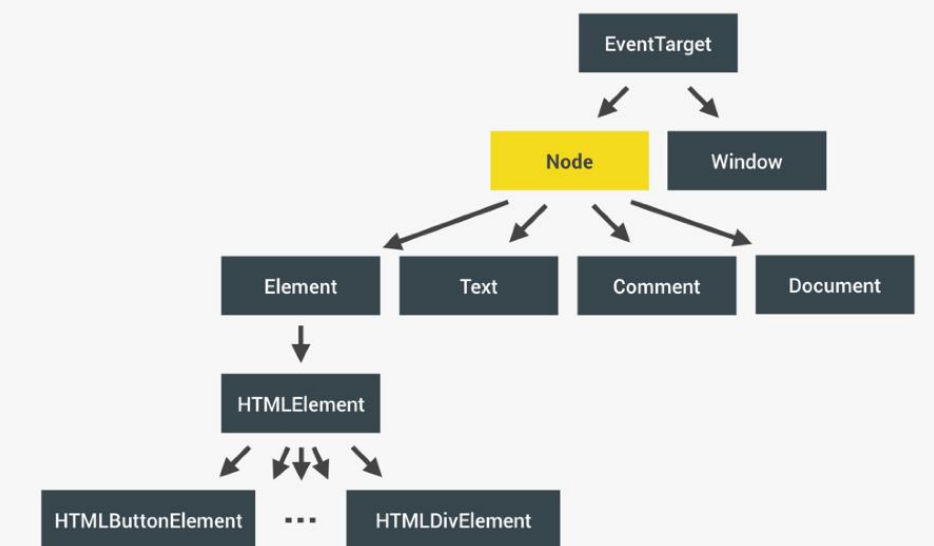 EventTarget
Node
Window
Element
Text
Comment
Document
HTMLElement
HTMLButtonElement
...
HTMLDivElement